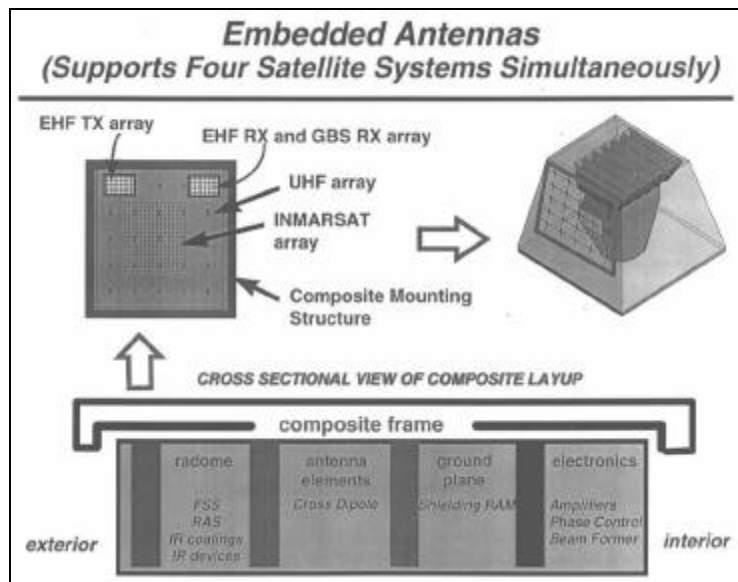 Embedded Antennas
(Supports Four Satellite Systems Simultaneously)
EHF TX array
EHF RX and GBS RX array
UHF array
INMARSAT
array
Composite Mounting
Structure
CROSS SECTIONAL VIEW OF COMPOSITE LAYUP
composite frame
radome
FSS
RAS
IR coatings
IR devices
antenna
elements
Cross Dipole
ground
plane
Shielding RAM
electronics
Amplifiers
Phase Control
Beam Former
exterior
interior